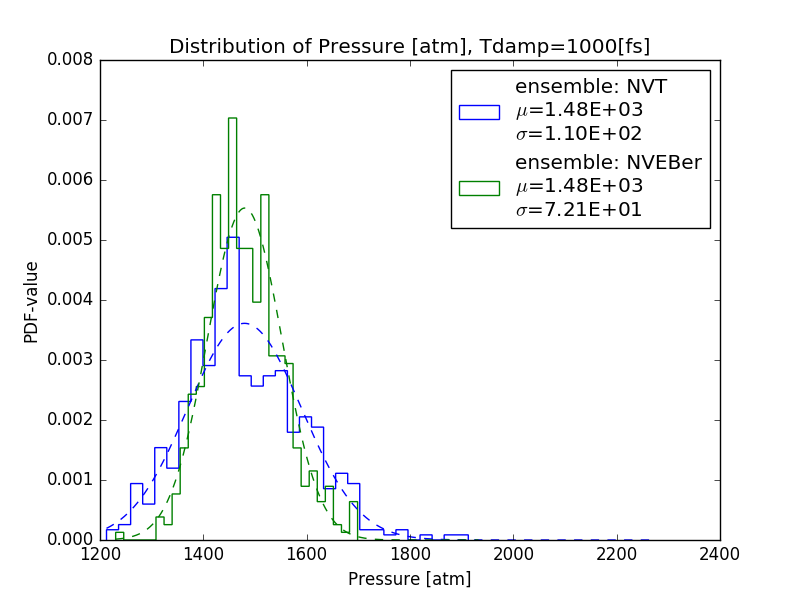 Distribution of Pressure [atm], Tdamp=1000[fs]
0.008
0.007
0.006
0.005
0.004
0.003
0.002
0.001
0.000
PDF-value
ensemble: NVT
μ=1.48E+03
σ=1.10E+02
ensemble: NVEBer
μ=1.48E+03
σ=7.21E+01
1200 1400 1600 1800 2000 2200 2400
Pressure [atm]